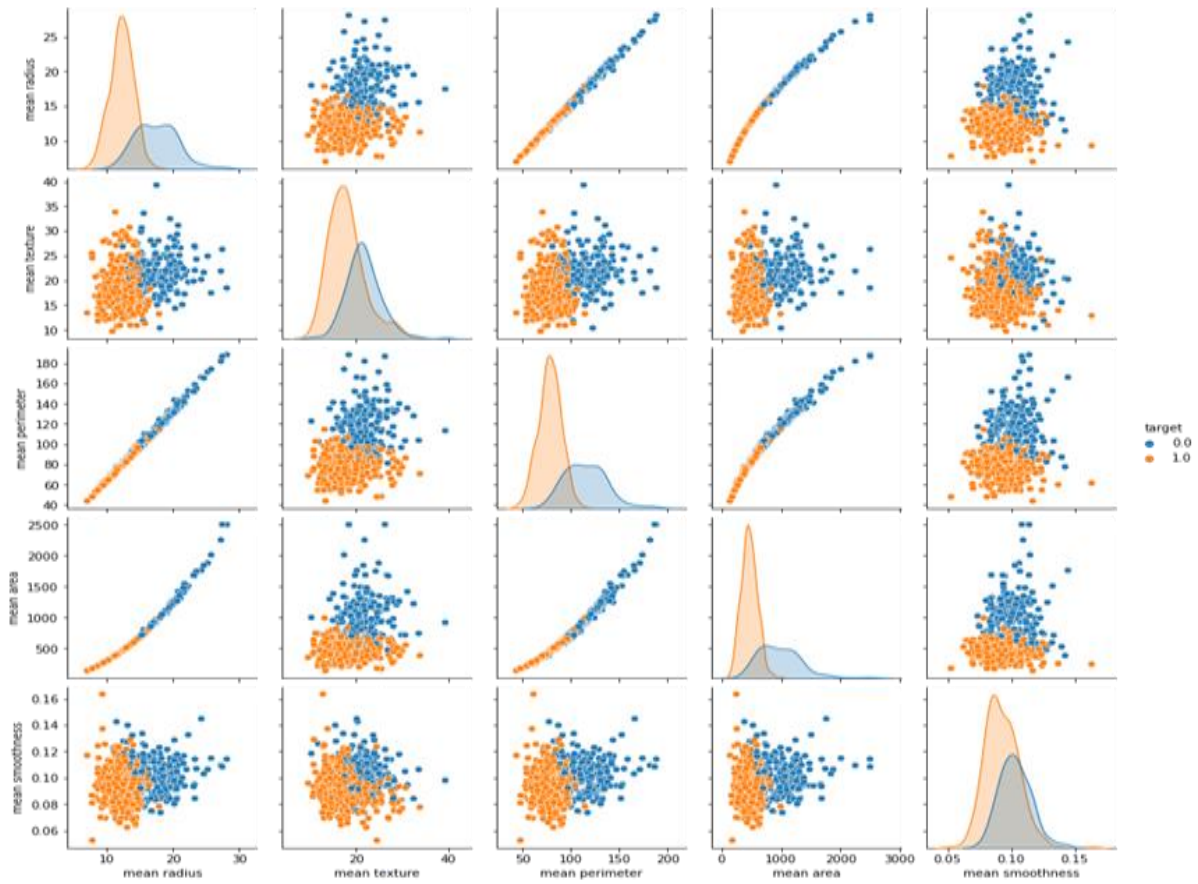 mean radius
25
20
15
10
mean texture
40
35
30
25
20
15
10
mean perimeter
180
160
140
120
100
80
60
40
mean area
2500
2000
1500
1000
500
mean smoothness
0.16
0.14
0.12
0.10
0.08
0.06
10 20 30
mean radius
20 40
mean texture
50 100 150 200
mean perimeter
0 1000 2000 3000
mean area
0.05 0.10 0.15
mean smoothness
target
0.0
1.0